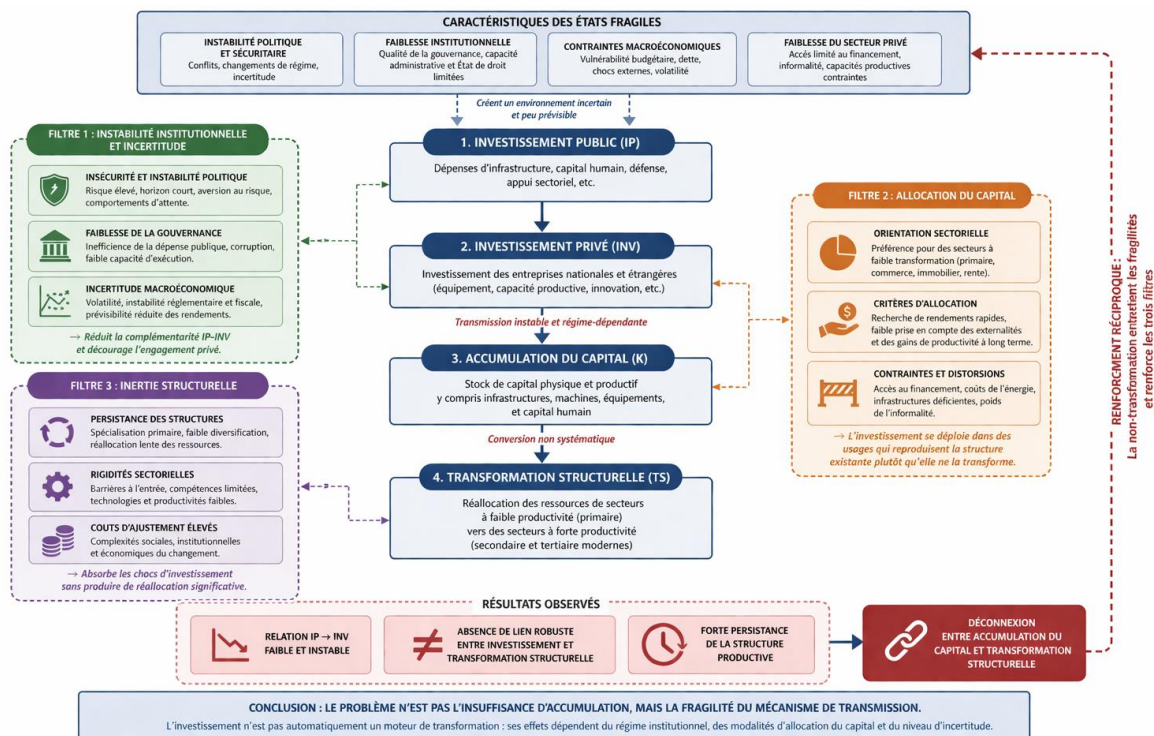 CARACTÉRISTIQUES DES ÉTATS FRAGILES
INSTABILITÉ POLITIQUE
ET SÉCURITAIRE
Conflits, changements de régime,
incertitude
FAIBLESSE INSTITUTIONNELLE
Qualité de la gouvernance, capacité
administrative et État de droit
limitées
CONTRAINTES MACROÉCONOMIQUES
Vulnérabilité budgétaire, dette,
chocs externes, volatilité
FAIBLESSE DU SECTEUR PRIVÉ
Accés limité au financement,
informalité, capacités productives
contraintes
Créent un environnement incertain
et peu prévisible
FILTRE 1 : INSTABILITÉ INSTITUTIONNELLE
ET INCERTITUDE
INSÉCURITÉ ET INSTABILITÉ POLITIQUE
Risque élevé, horizon court, aversion au risque,
comportements d'attente.
FAIBLESSE DE LA GOUVERNANCE
Inefficience de la dépense publique, corruption,
faible capacité d'exécution.
INCERTITUDE MACROÉCONOMIQUE
Volatilité, instabilité réglementaire et fiscale,
prévisibilité réduite des rendements.
→ Réduit la complémentarité IP–INV
et décourage l'engagement privé.
1. INVESTISSEMENT PUBLIC (IP)
Dépenses d'infrastructure, capital humain, défense,
appui sectoriel, etc.
2. INVESTISSEMENT PRIVÉ (INV)
Investissement des entreprises nationales et étrangéres
(équipement, capacité productive, innovation, etc.)
Transmission instable et régime-dépendante
3. ACCUMULATION DU CAPITAL (K)
Stock de capital physique et productif
y compris infrastructures, machines, équipements,
et capital humain
Conversion non systématique
4. TRANSFORMATION STRUCTURELLE (TS)
Réallocation des ressources de secteurs
à faible productivité (primaire)
vers des secteurs à forte productivité
(secondaire et tertiaire modernes)
FILTRE 2 : ALLOCATION DU CAPITAL
ORIENTATION SECTORIELLE
Préférence pour des secteurs à
faible transformation (primaire,
commerce, immobilier, rente).
CRITÈRES D'ALLOCATION
Recherche de rendements rapides,
faible prise en compte des externalités
et des gains de productivité à long terme.
CONTRAINTES ET DISTORSIONS
Accès au financement, coûts de l'énergie,
infrastructures déficientes, poids
de l'informalité.
→ L'investissement se déploie dans des
usages qui reproduisent la structure
existante plutôt qu'elle ne la transforme.
FILTRE 3 : INERTIE STRUCTURELLE
PERSISTANCE DES STRUCTURES
Spécialisation primaire, faible diversification,
réallocation lente des ressources.
RIGIDITÉS SECTORIELLES
Barrières à l'entrée, compétences limitées,
technologies et productivités faibles.
COUTS D'AJUSTEMENT ÉLEVÉS
Complexités sociales, institutionnelles
et économiques du changement.
→ Absorbe les chocs d'investissement
sans produire de réallocation significative.
RENFORCMENT RÉCIPROQUE :
La non-transformation entretient les fragilités
et renforce les trois filtres
RÉSULTATS OBSERVÉS
RELATION IP → INV
FAIBLE ET INSTABLE
≠
ABSENCE DE LIEN ROBUSTE
ENTRE INVESTISSEMENT ET
TRANSFORMATION STRUCTURELLE
FORTE PERSISTANCE
DE LA STRUCTURE
PRODUCTIVE
DÉCONNEXION
ENTRE ACCUMULATION DU
CAPITAL ET TRANSFORMATION
STRUCTURELLE
CONCLUSION : LE PROBLÈME N'EST PAS L'INSUFFISANCE D'ACCUMULATION, MAIS LA FRAGILITÉ DU MÉCANISME DE TRANSMISSION.
L'investissement n'est pas automatiquement un moteur de transformation : ses effets dépendent du régime institutionnel, des modalités d'allocation du capital et du niveau d'incertitude.